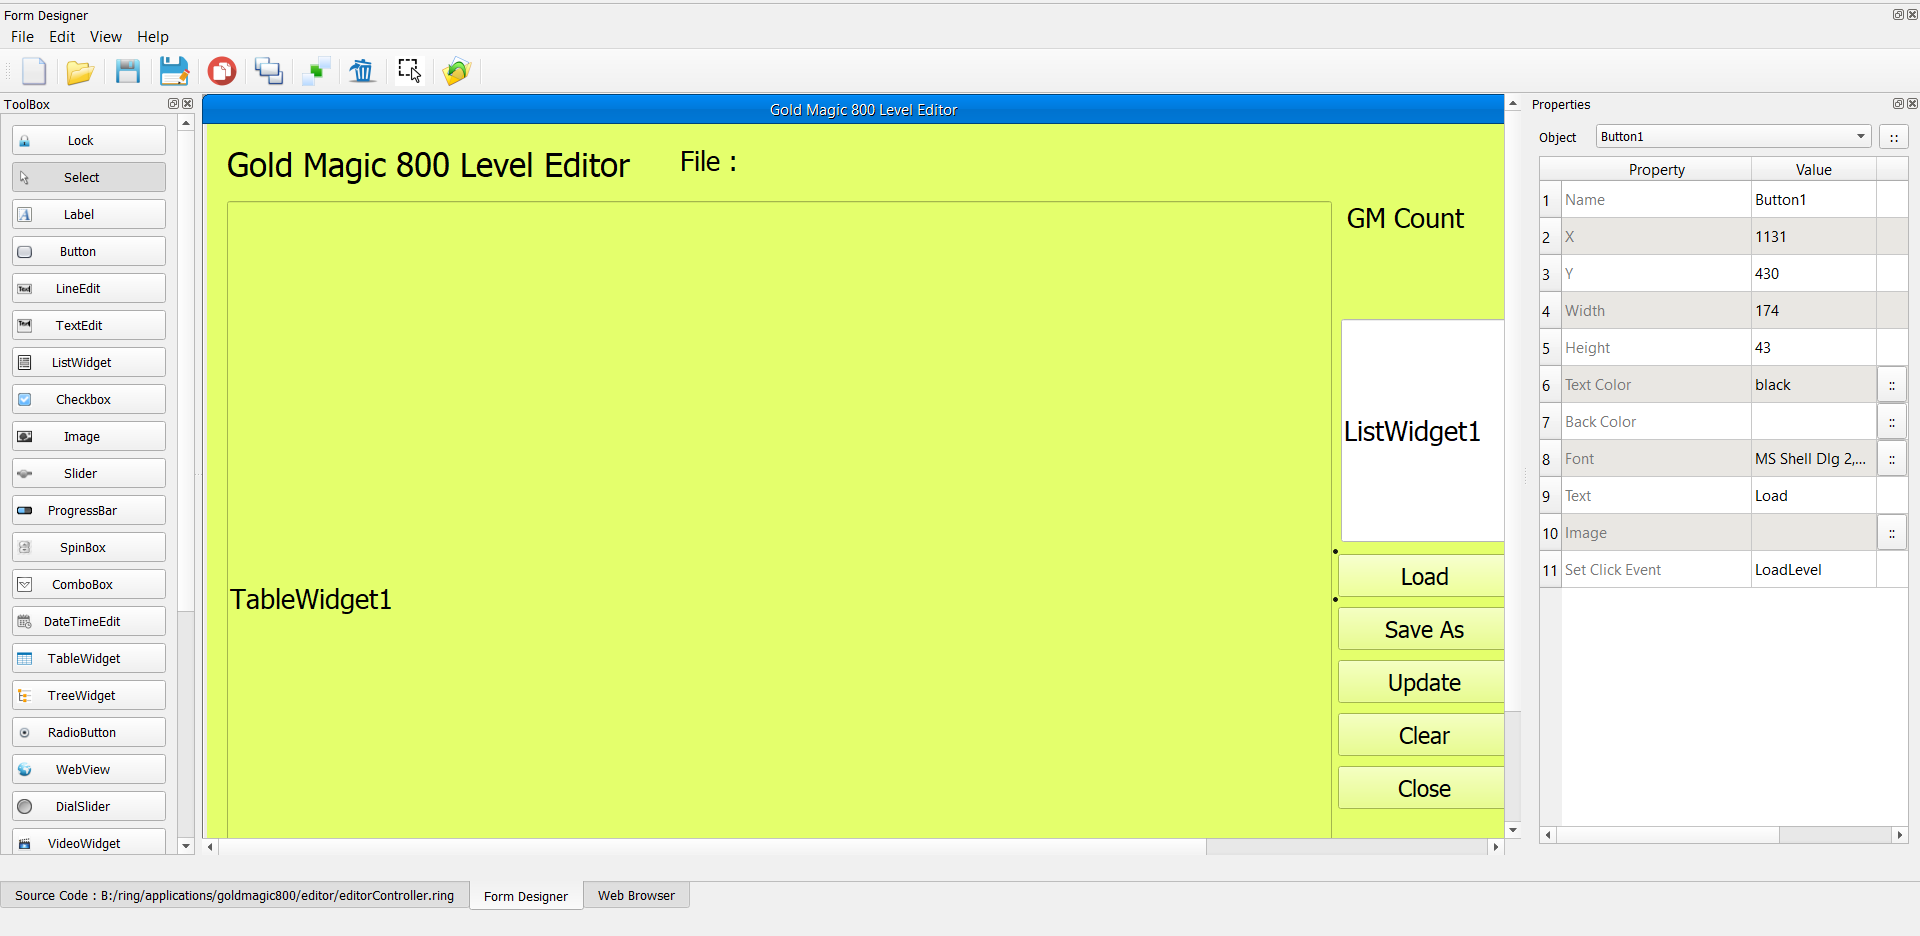 Form Designer
File Edit View Help
ToolBox
Lock
Select
Label
Button
LineEdit
TextEdit
ListWidget
Checkbox
Image
Slider
ProgressBar
SpinBox
ComboBox
DateTimeEdit
TableWidget
TreeWidget
RadioButton
WebView
DialSlider
VideoWidget
Gold Magic 800 Level Editor
Gold Magic 800 Level Editor File :
GM Count
ListWidget1
TableWidget1
Load
Save As
Update
Clear
Close
Properties
Object Button1 ::
Property Value
1 Name Button1
2 X 1131
3 Y 430
4 Width 174
5 Height 43
6 Text Color black ::
7 Back Color ::
8 Font MS Shell Dlg 2,... ::
9 Text Load
10 Image ::
11 Set Click Event LoadLevel
Source Code : B:/ring/applications/goldmagic800/editor/editorController.ring Form Designer Web Browser